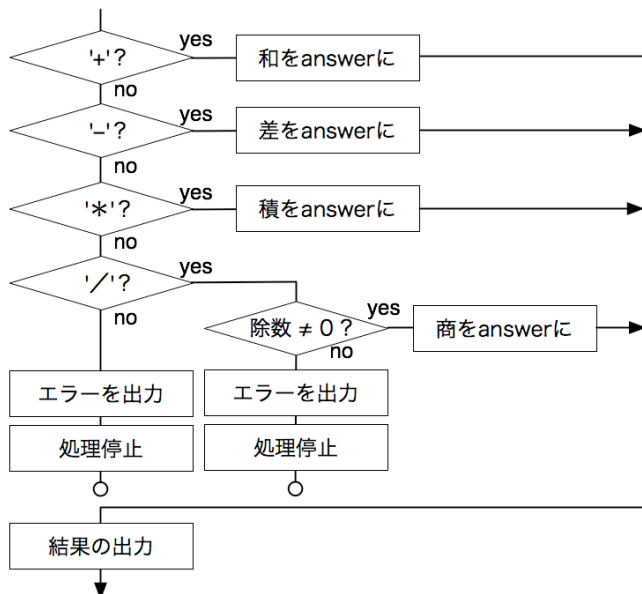 '+'?
yes
和をanswerに
no
'−'?
yes
差をanswerに
no
'＊'?
yes
積をanswerに
no
'／'?
yes
no
除数 ≠ 0 ?
yes
商をanswerに
no
エラーを出力
エラーを出力
処理停止
処理停止
結果の出力